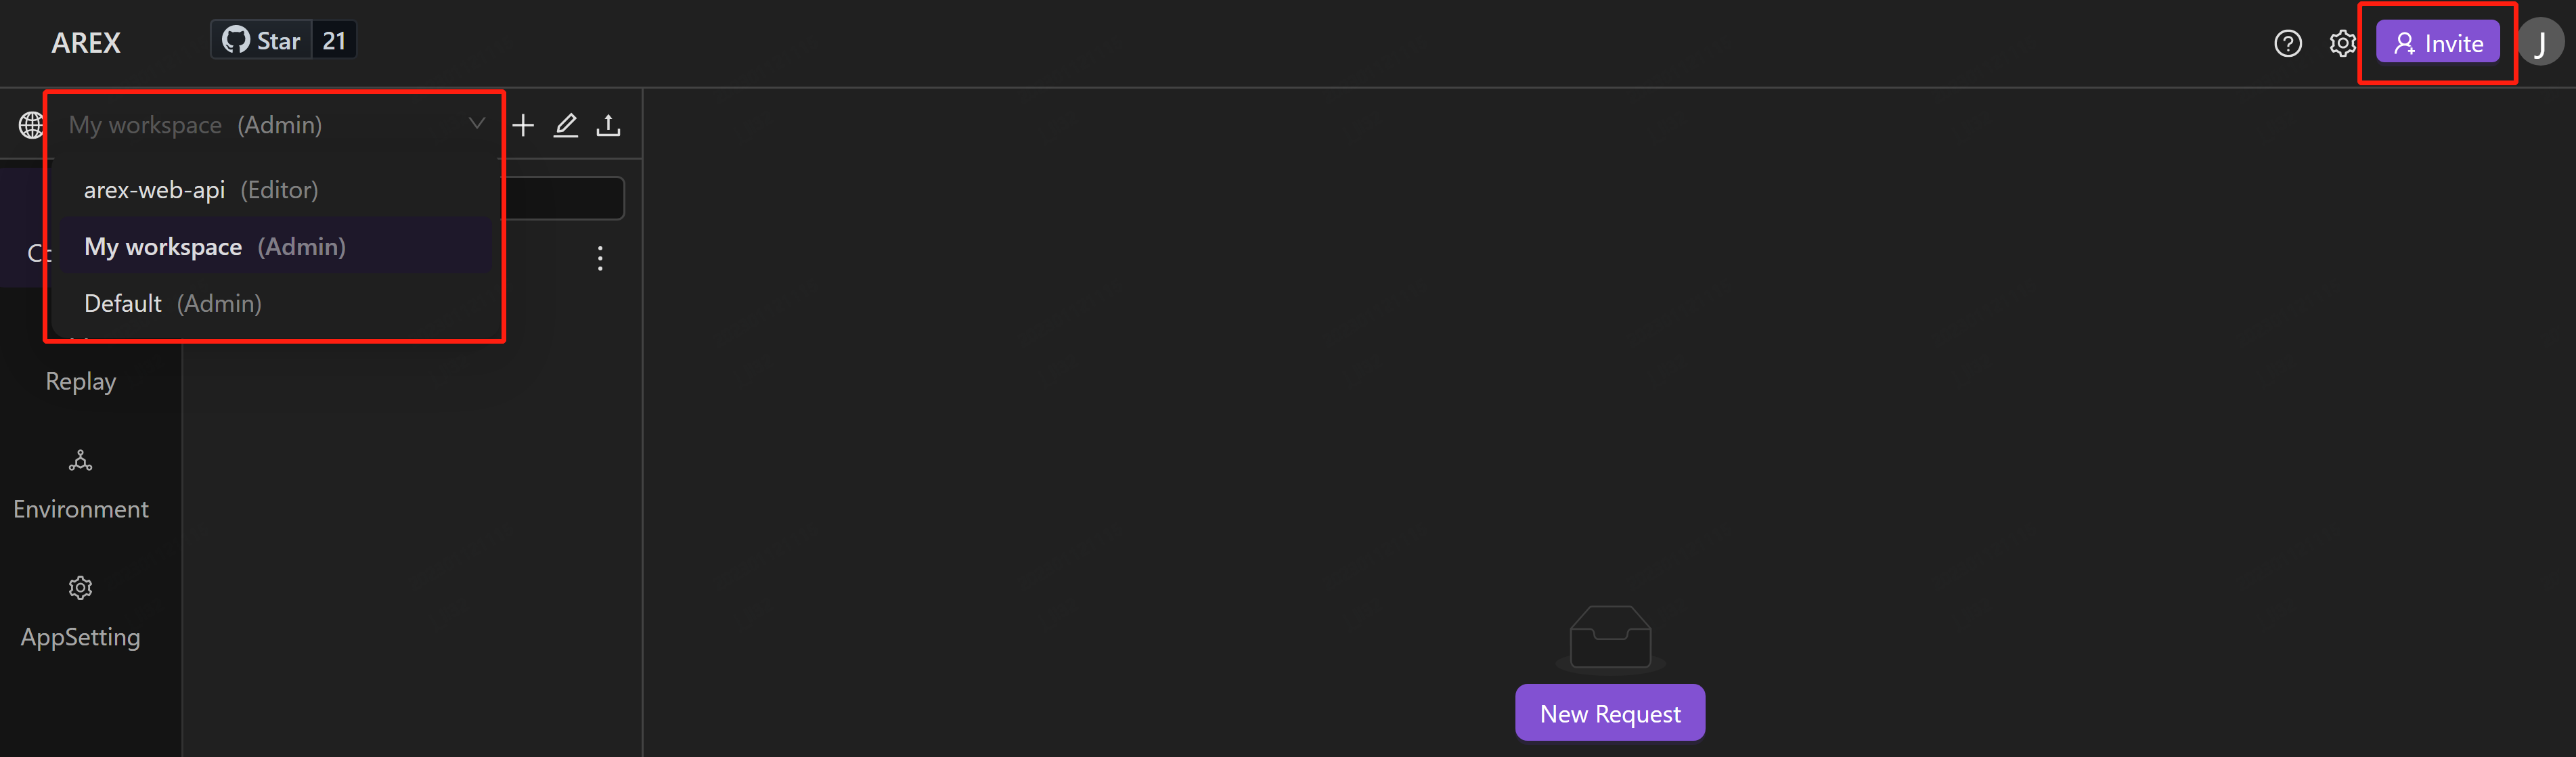 AREX
Star 21
Invite
J
My workspace (Admin)
arex-web-api (Editor)
My workspace (Admin)
Default (Admin)
Replay
Environment
AppSetting
New Request